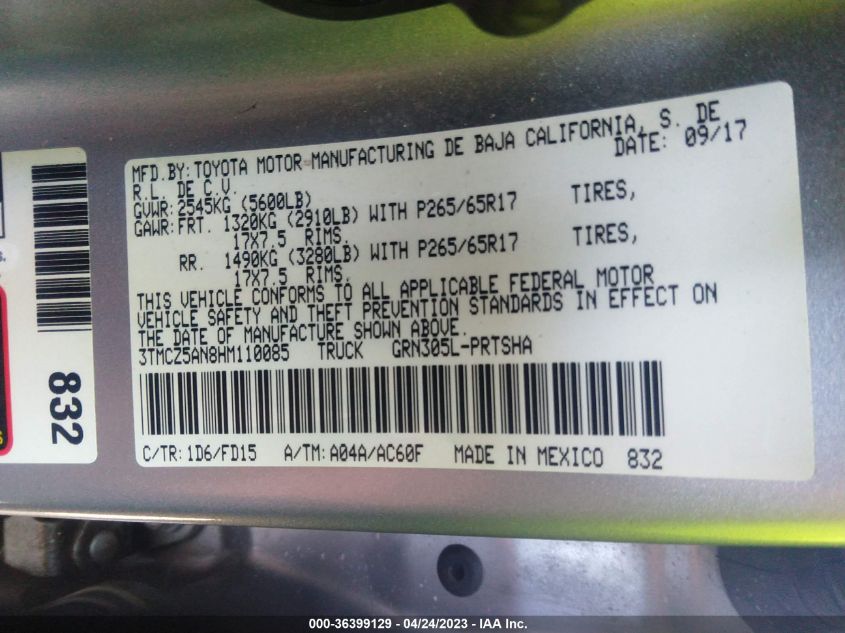 MFD.BY:TOYOTA MOTOR MANUFACTURING DE BAJA CALIFORNIA, S. DE
R.L. DE C.V. DATE: 09/17
GVWR:2545KG (5600LB)
GAWR:FRT. 1320KG (2910LB) WITH P265/65R17 TIRES,
17X7.5 RIMS.
RR. 1490KG (3280LB) WITH P265/65R17 TIRES,
17X7.5 RIMS.
THIS VEHICLE CONFORMS TO ALL APPLICABLE FEDERAL MOTOR
VEHICLE SAFETY AND THEFT PREVENTION STANDARDS IN EFFECT ON
THE DATE OF MANUFACTURE SHOWN ABOVE.
3TMCZ5AN8HM110085 TRUCK GRN305L-PRTSHA
C/TR:1D6/FD15 A/TM:A04A/AC60F MADE IN MEXICO 832
832
000-36399129 - 04/24/2023 - IAA Inc.